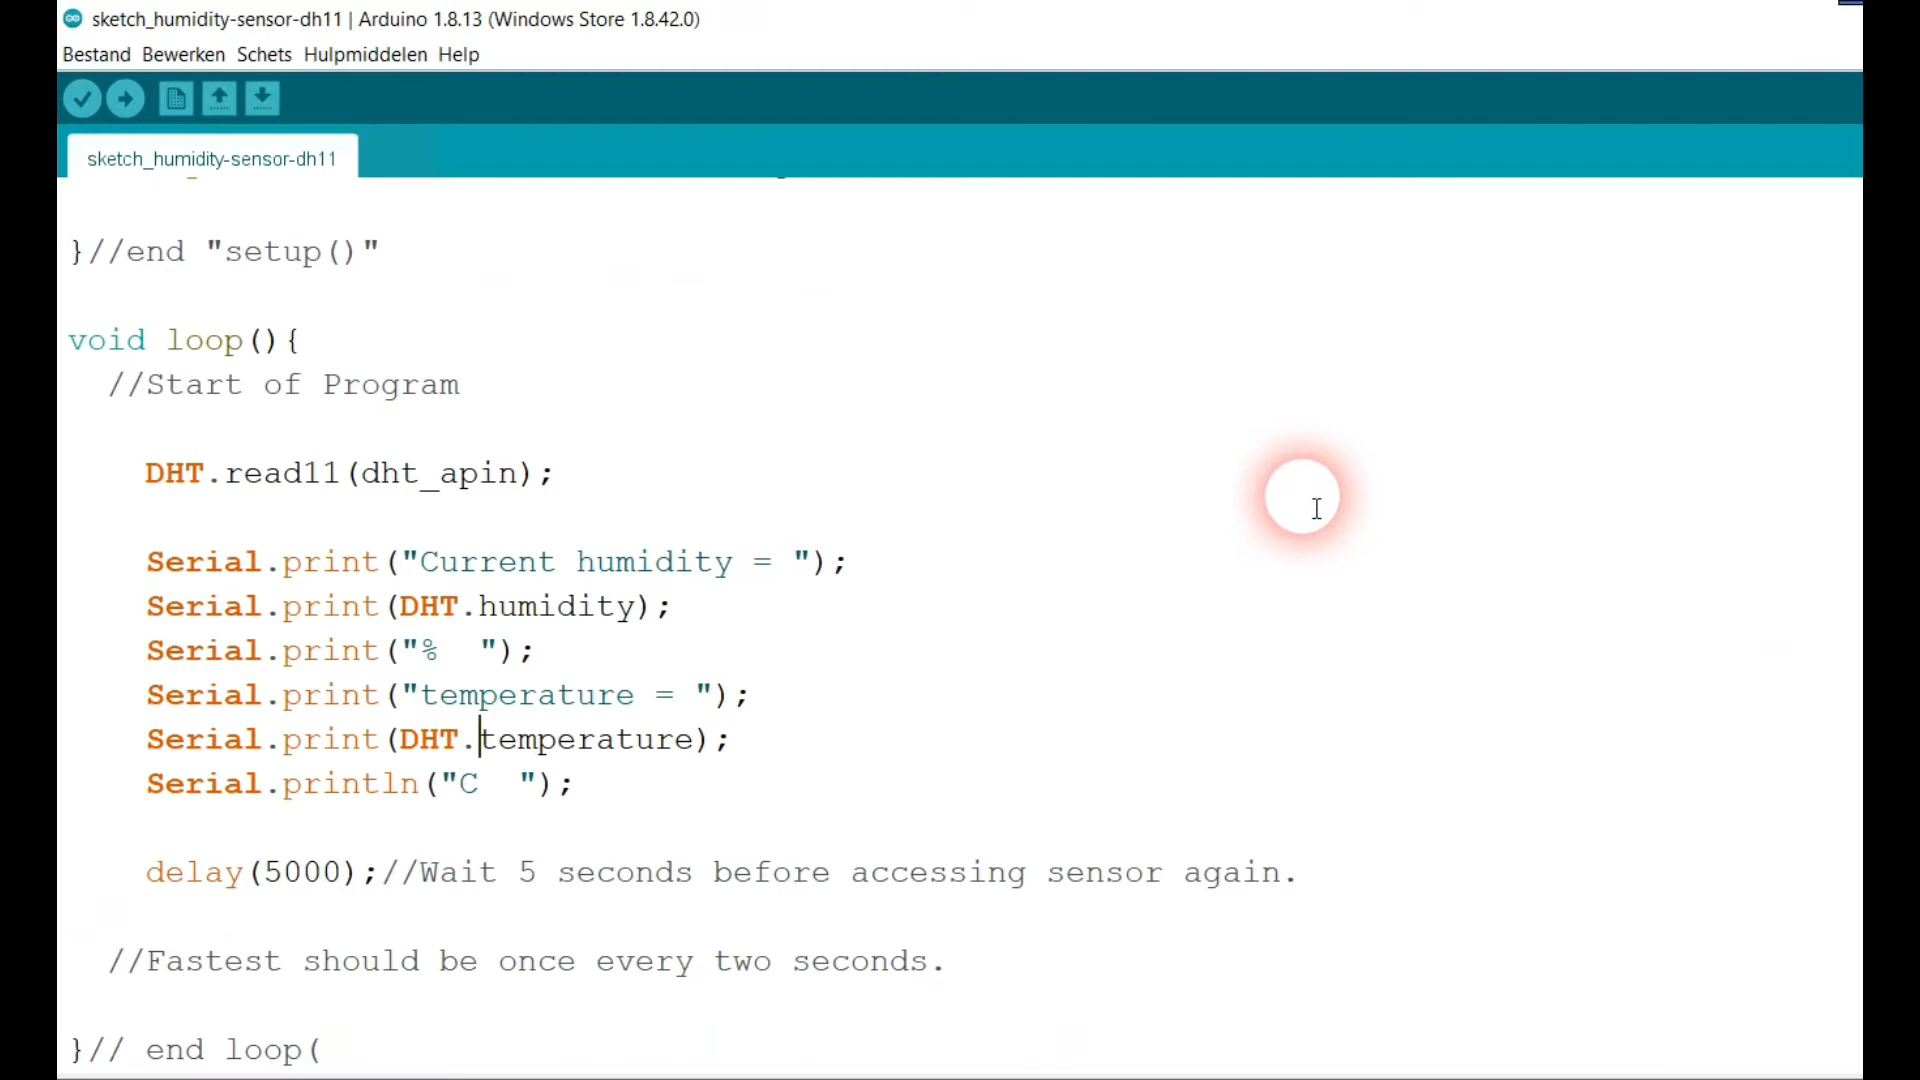 sketch_humidity-sensor-dh11 | Arduino 1.8.13 (Windows Store 1.8.42.0)
Bestand Bewerken Schets Hulpmiddelen Help
sketch_humidity-sensor-dh11
}//end "setup()"
void loop(){
//Start of Program
DHT.read11(dht_apin);
Serial.print("Current humidity = ");
Serial.print(DHT.humidity);
Serial.print("%  ");
Serial.print("temperature = ");
Serial.print(DHT.temperature);
Serial.println("C  ");
delay(5000);//Wait 5 seconds before accessing sensor again.
//Fastest should be once every two seconds.
}// end loop(